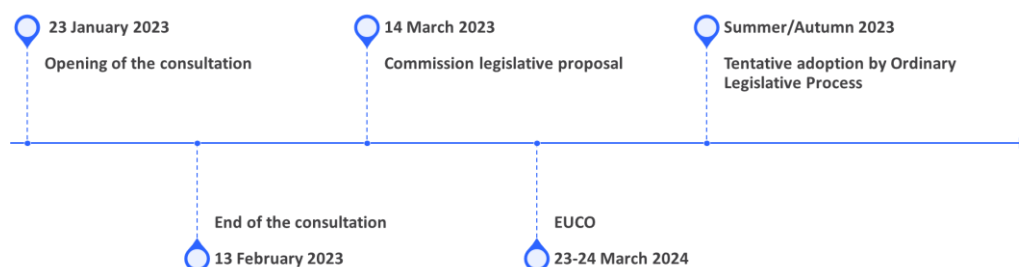 23 January 2023
Opening of the consultation
14 March 2023
Commission legislative proposal
Summer/Autumn 2023
Tentative adoption by Ordinary
Legislative Process
End of the consultation
13 February 2023
EUCO
23-24 March 2024